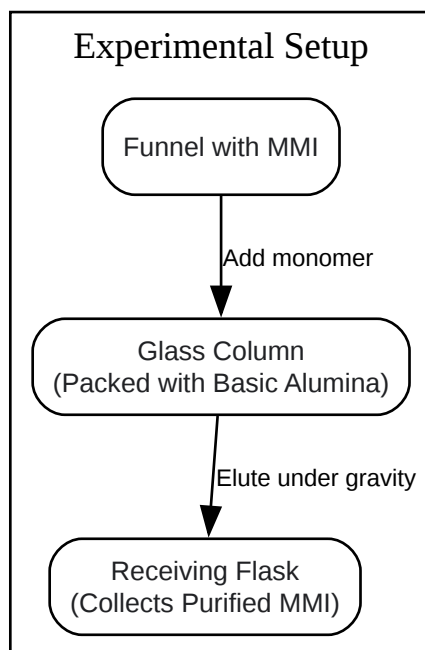 Experimental Setup
Funnel with MMI
Add monomer
Glass Column
(Packed with Basic Alumina)
Elute under gravity
Receiving Flask
(Collects Purified MMI)